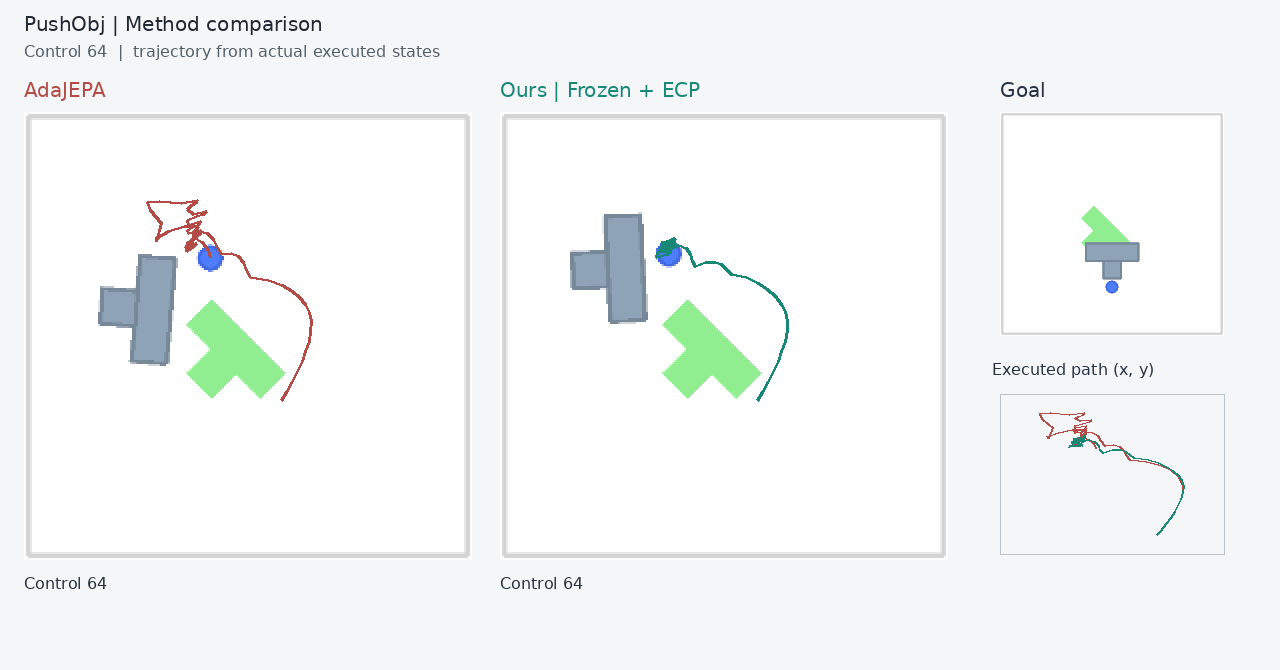 PushObj | Method comparison
Control 64 | trajectory from actual executed states
AdaJEPA
Ours | Frozen + ECP
Goal
Executed path (x, y)
Control 64
Control 64